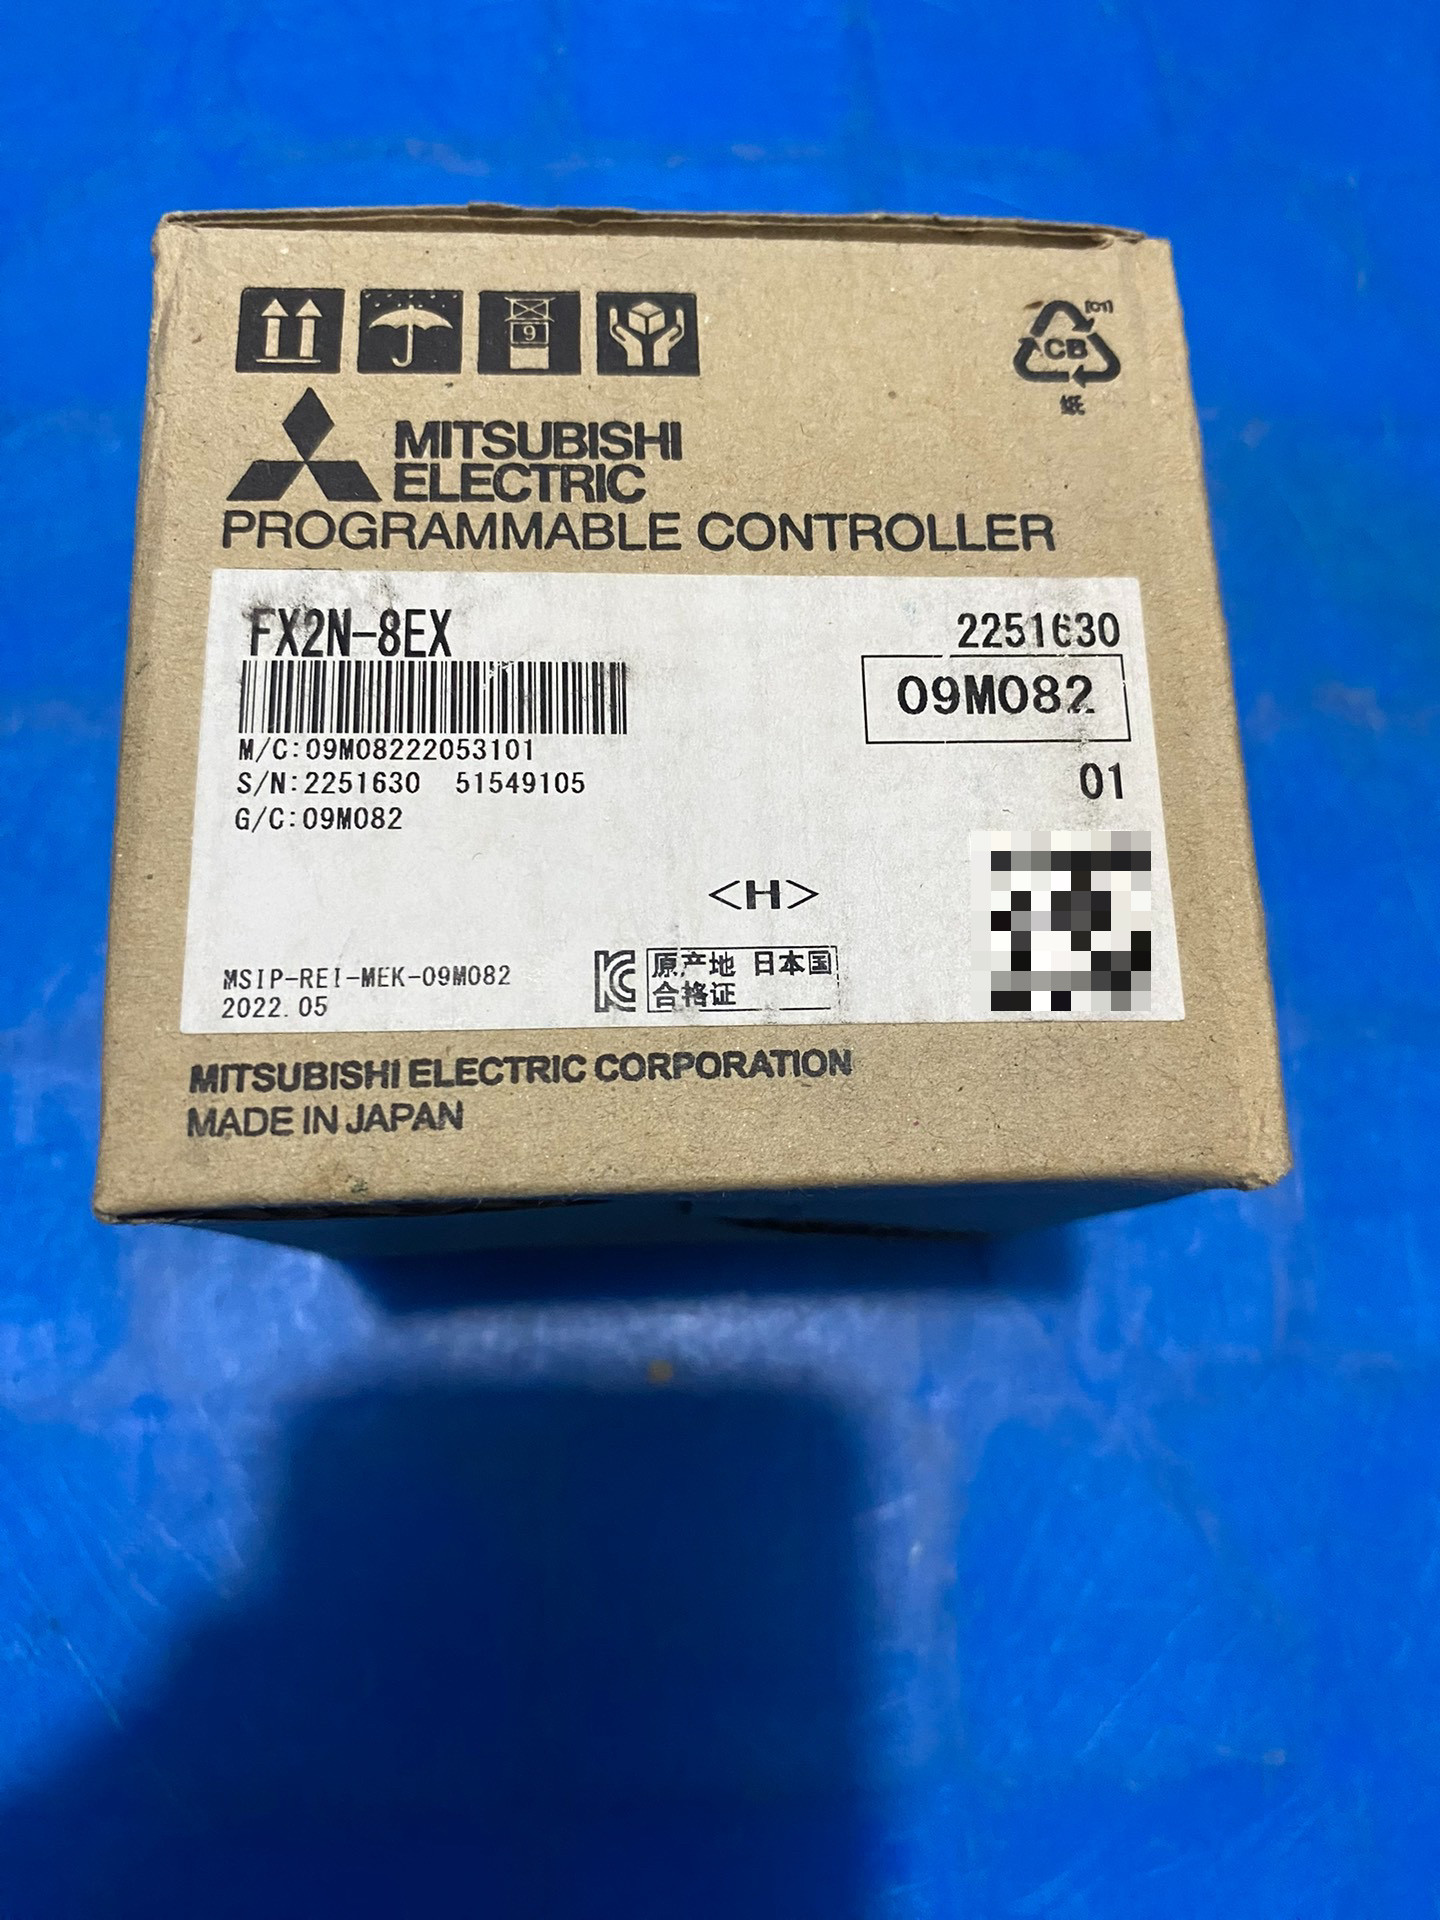 9
CB
纸
MITSUBISHI
ELECTRIC
PROGRAMMABLE CONTROLLER
FX2N-8EX
2251630
09M082
M/C:09M08222053101
S/N:2251630 51549105
01
G/C:09M082
<H>
MSIP-REI-MEK-09M082
2022.05
原产地 日本国
合格证
MITSUBISHI ELECTRIC CORPORATION
MADE IN JAPAN